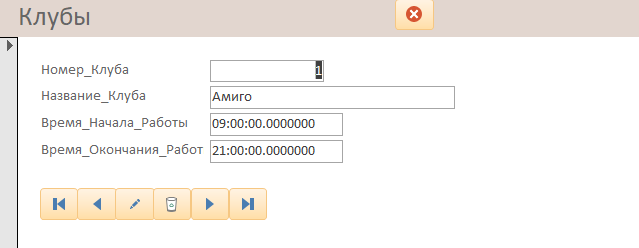 Клубы
Номер_Клуба 1
Название_Клуба Амиго
Время_Начала_Работы 09:00:00.0000000
Время_Окончания_Работ 21:00:00.0000000